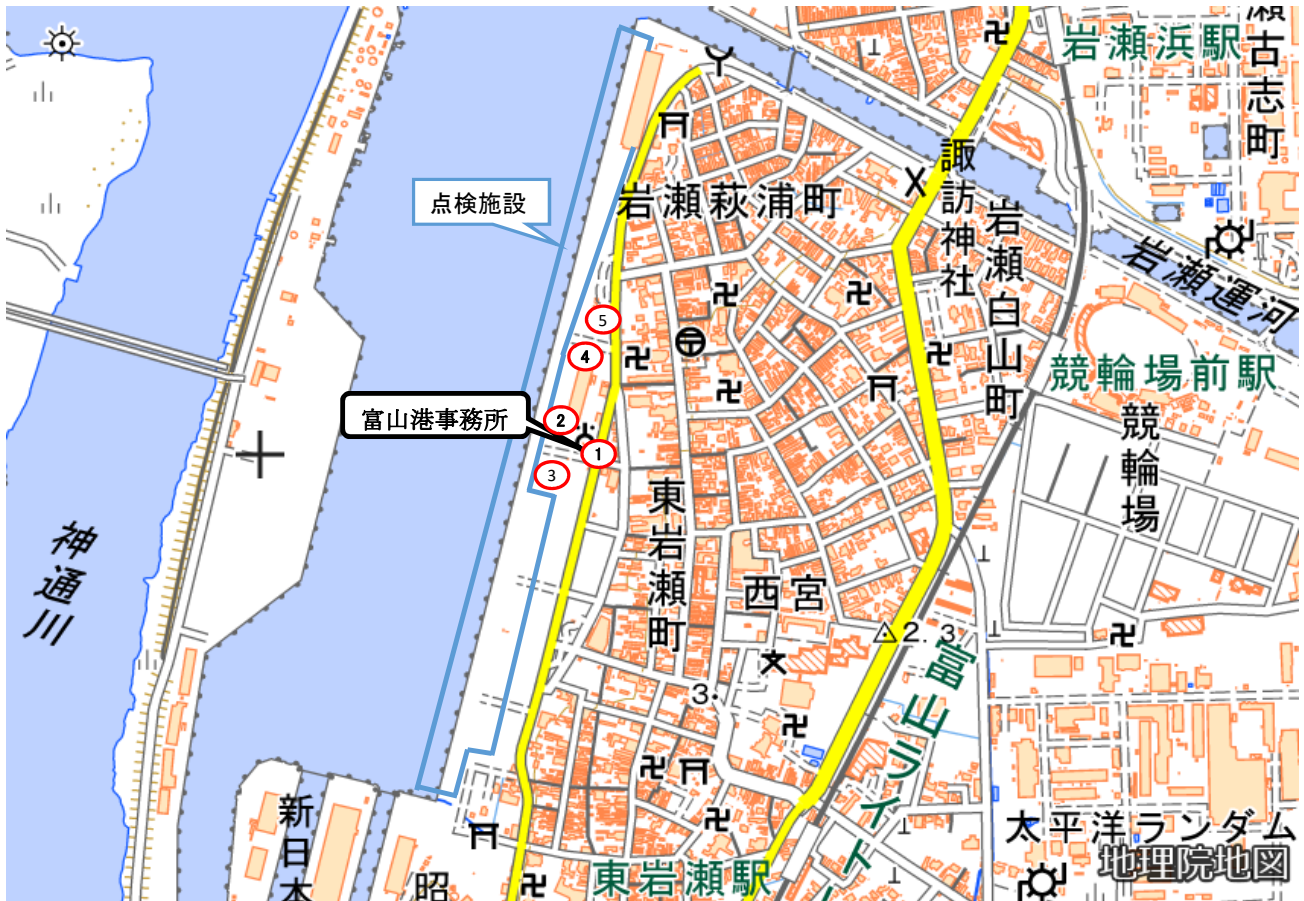 岩瀬浜駅
瀬古志町
諏訪神社
点検施設
岩瀬萩浦町
岩瀬白山町
岩瀬運河
5
4
競輪場前駅
富山港事務所
2
1
3
競輪場
東岩瀬町
神通川
西宮
2.3
富山ライトレ
3
新日本
昭
東岩瀬駅
太平洋ランダム
地理院地図